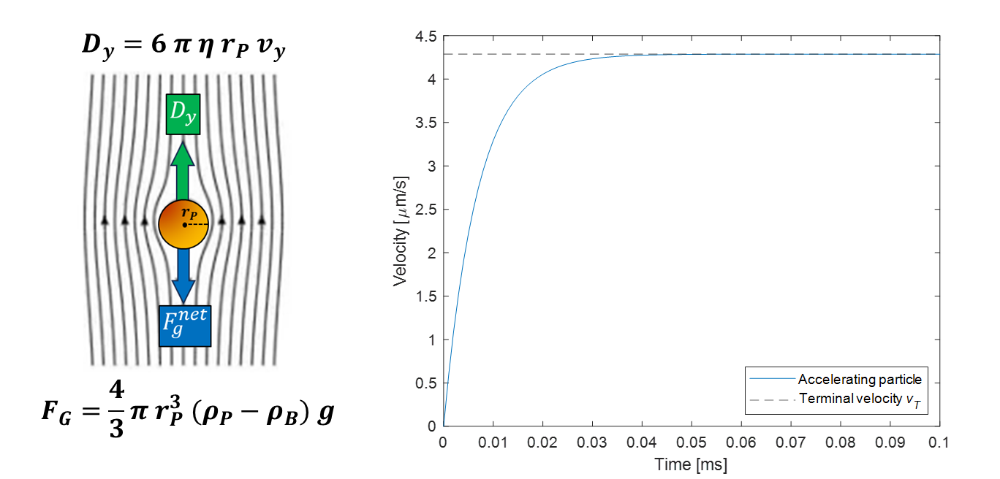 D_y = 6 π η r_P v_y
D_y
r_P
F_g^{net}
F_G = \frac{4}{3} π r_P^3 (ρ_P − ρ_B) g
4.5
4
3.5
3
2.5
2
1.5
1
0.5
0
Velocity [μm/s]
0 0.01 0.02 0.03 0.04 0.05 0.06 0.07 0.08 0.09 0.1
Time [ms]
Accelerating particle
Terminal velocity v_T